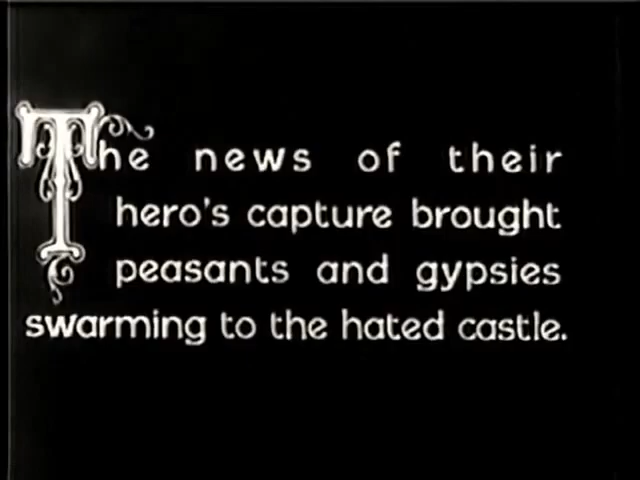 The news of their
hero's capture brought
peasants and gypsies
swarming to the hated castle.